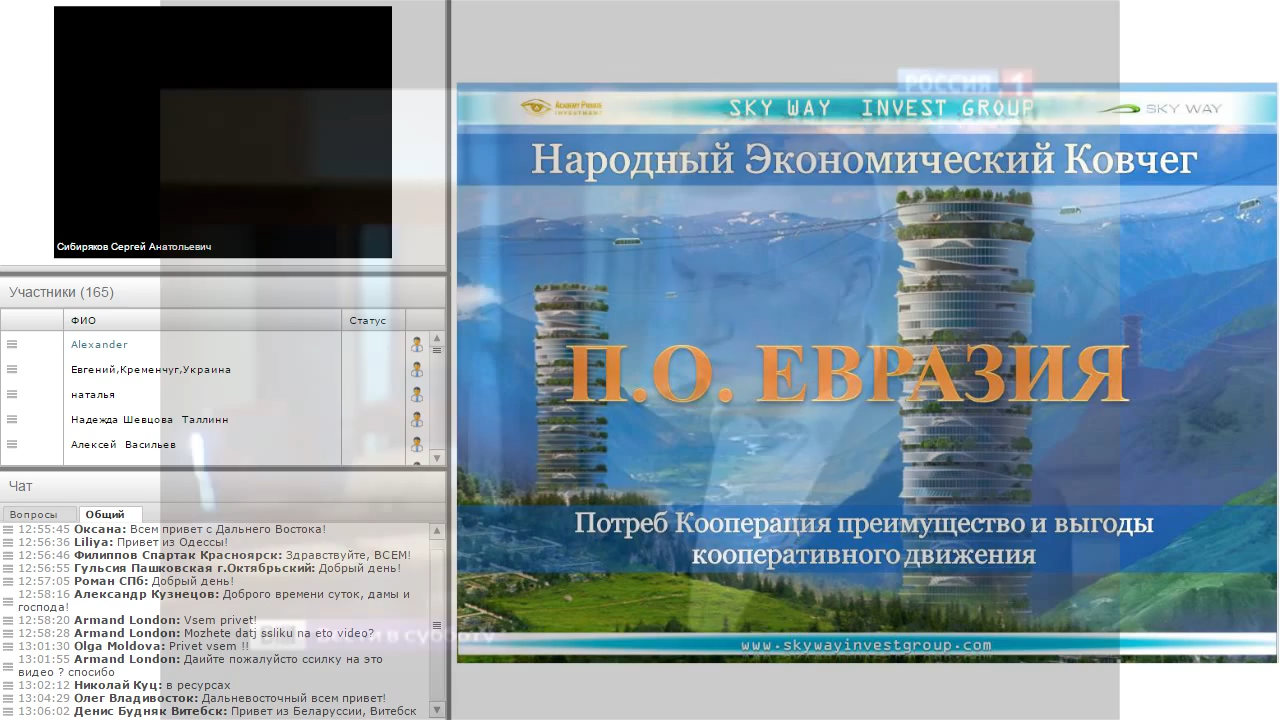 Сибиряков Сергей Анатольевич
Участники (165)
ФИО
Статус
Alexander
Евгений,Кременчуг,Украина
наталья
Надежда Шевцова Таллинн
Алексей Васильев
Чат
Вопросы
Общий
12:55:45 Оксана: Всем привет с Дальнего Востока!
12:56:36 Liliya: Привет из Одессы!
12:56:46 Филиппов Спартак Красноярск: Здравствуйте, ВСЕМ!
12:56:55 Гульсия Пашковская г.Октябрьский: Добрый день!
12:57:05 Роман СПб: Добрый день!
12:58:16 Александр Кузнецов: Доброго времени суток, дамы и
господа!
12:58:20 Armand London: Vsem privet!
12:58:28 Armand London: Mozhete datj ssliku na eto video?
13:01:30 Olga Moldova: Privet vsem !!
13:01:55 Armand London: Даийте пожалуйсто ссилку на это
видео ? спосибо
13:02:12 Николай Куц: в ресурсах
13:04:29 Олег Владивосток: Дальневосточный всем привет!
13:06:02 Денис Будняк Витебск: Привет из Беларуссии, Витебск
РОССИЯ 1
SKY WAY INVEST GROUP
SKY WAY
Народный Экономический Ковчег
П.О. ЕВРАЗИЯ
Потреб Кооперация преимущество и выгоды
кооперативного движения
www.skywayinvestgroup.com
в субботу